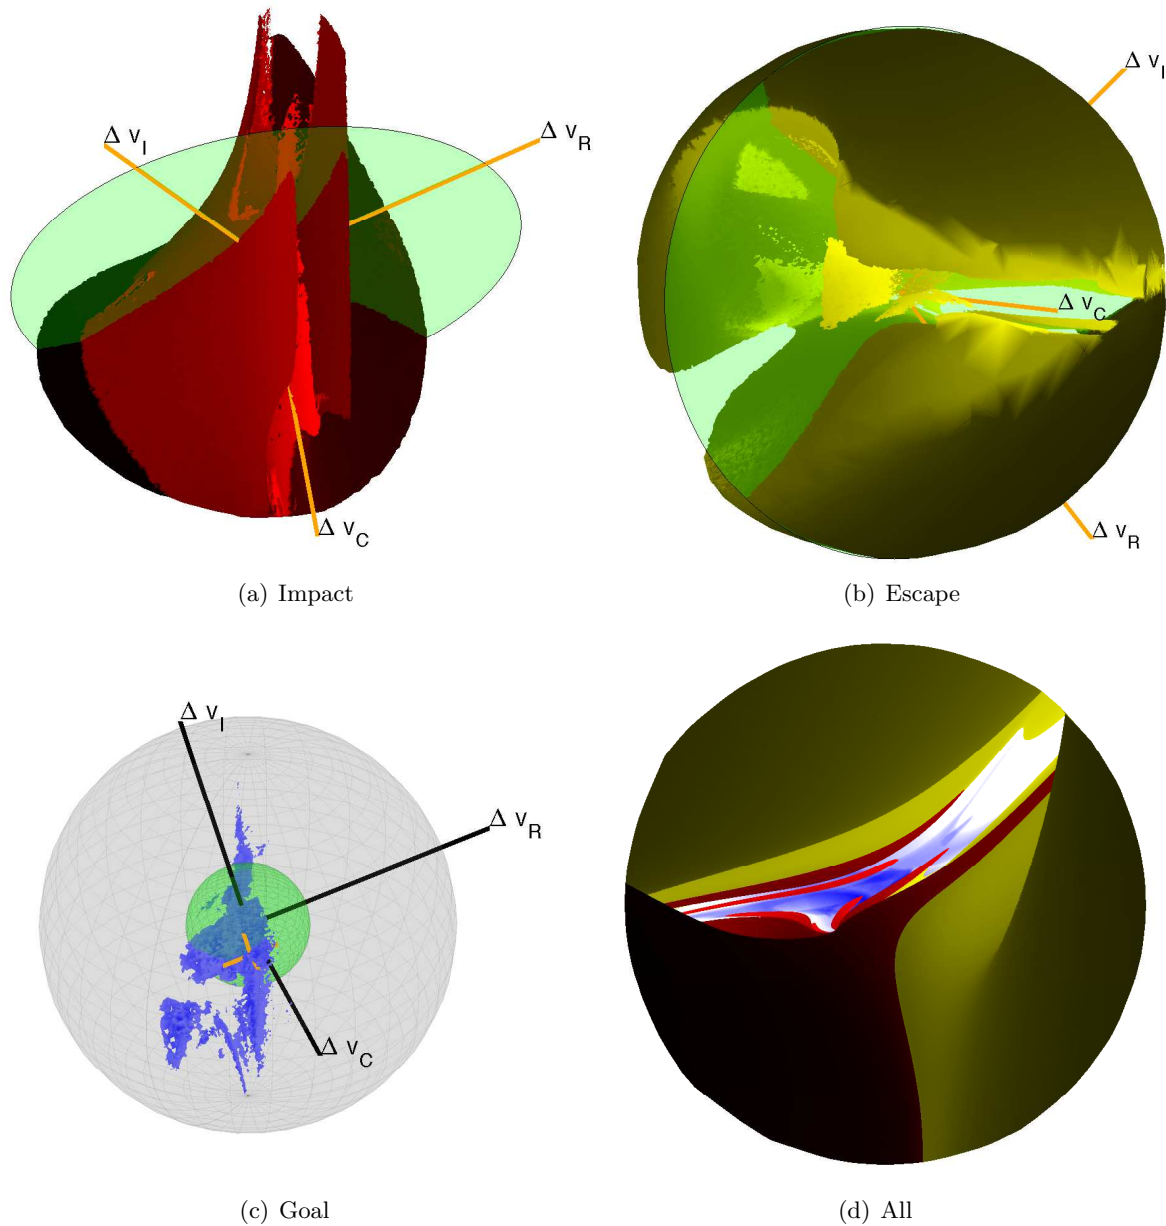 Δ v_I
Δ v_R
Δ v_C
(a) Impact
Δ v_I
Δ v_C
Δ v_R
(b) Escape
Δ v_I
Δ v_R
Δ v_C
(c) Goal
(d) All